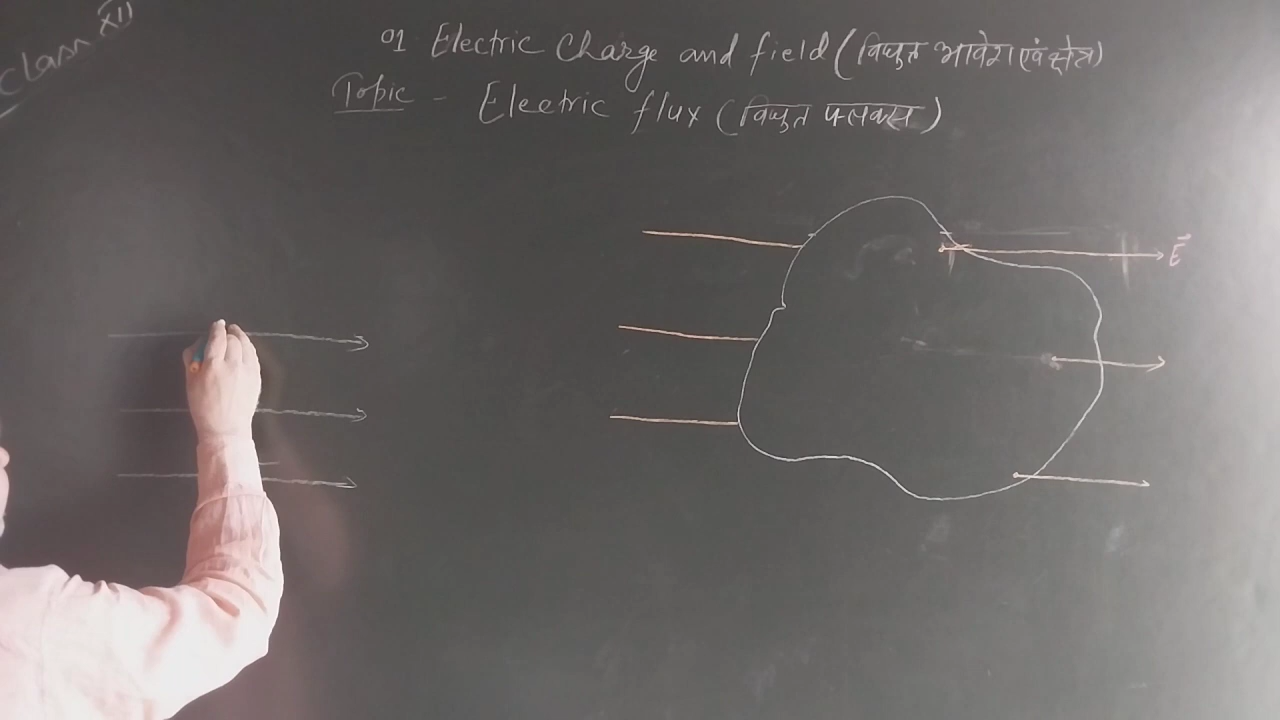 Class XII
01 Electric Charge and field (विद्युत आवेश एवं क्षेत्र)
Topic - Electric flux (विद्युत फ्लक्स)
E⃗